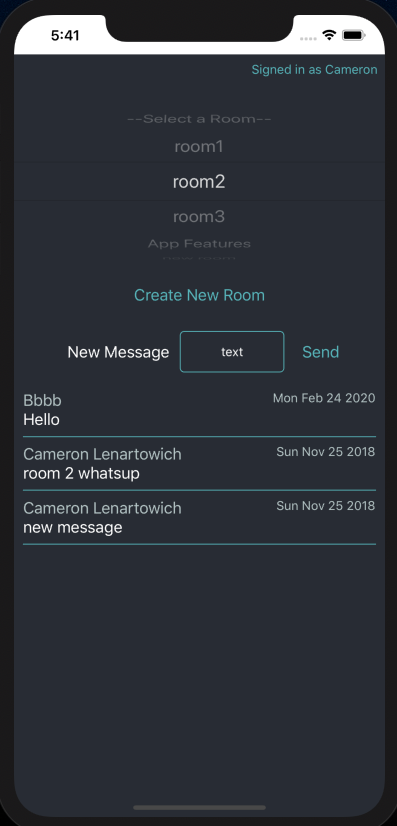 5:41
Signed in as Cameron
--Select a Room--
room1
room2
room3
App Features
Create New Room
New Message text Send
Bbbb Mon Feb 24 2020
Hello
Cameron Lenartowich Sun Nov 25 2018
room 2 whatsup
Cameron Lenartowich Sun Nov 25 2018
new message